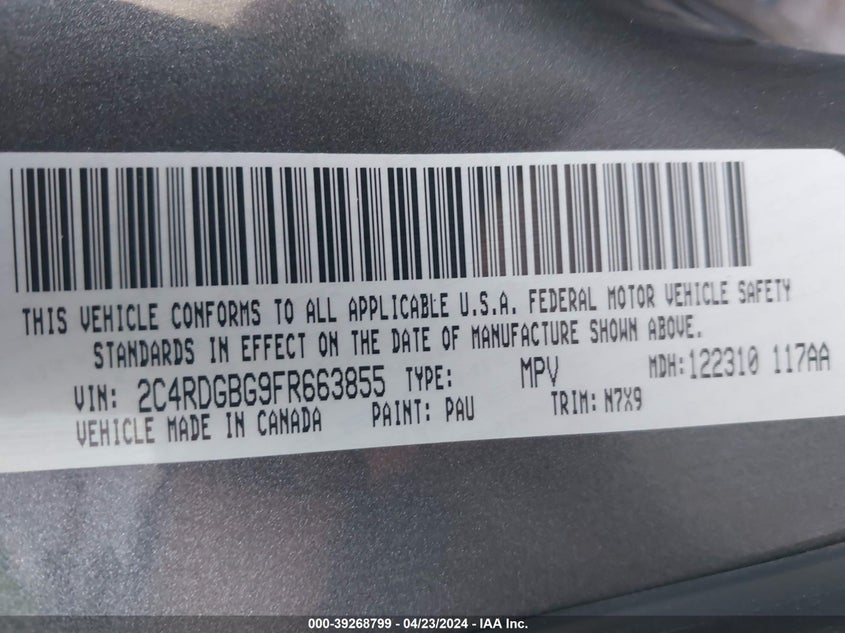 THIS VEHICLE CONFORMS TO ALL APPLICABLE U.S.A. FEDERAL MOTOR VEHICLE SAFETY
STANDARDS IN EFFECT ON THE DATE OF MANUFACTURE SHOWN ABOVE.
VIN: 2C4RDGBG9FR663855 TYPE: MPV MDH:122310 117AA
VEHICLE MADE IN CANADA PAINT: PAU TRIM: N7X9
000-39268799 - 04/23/2024 - IAA Inc.